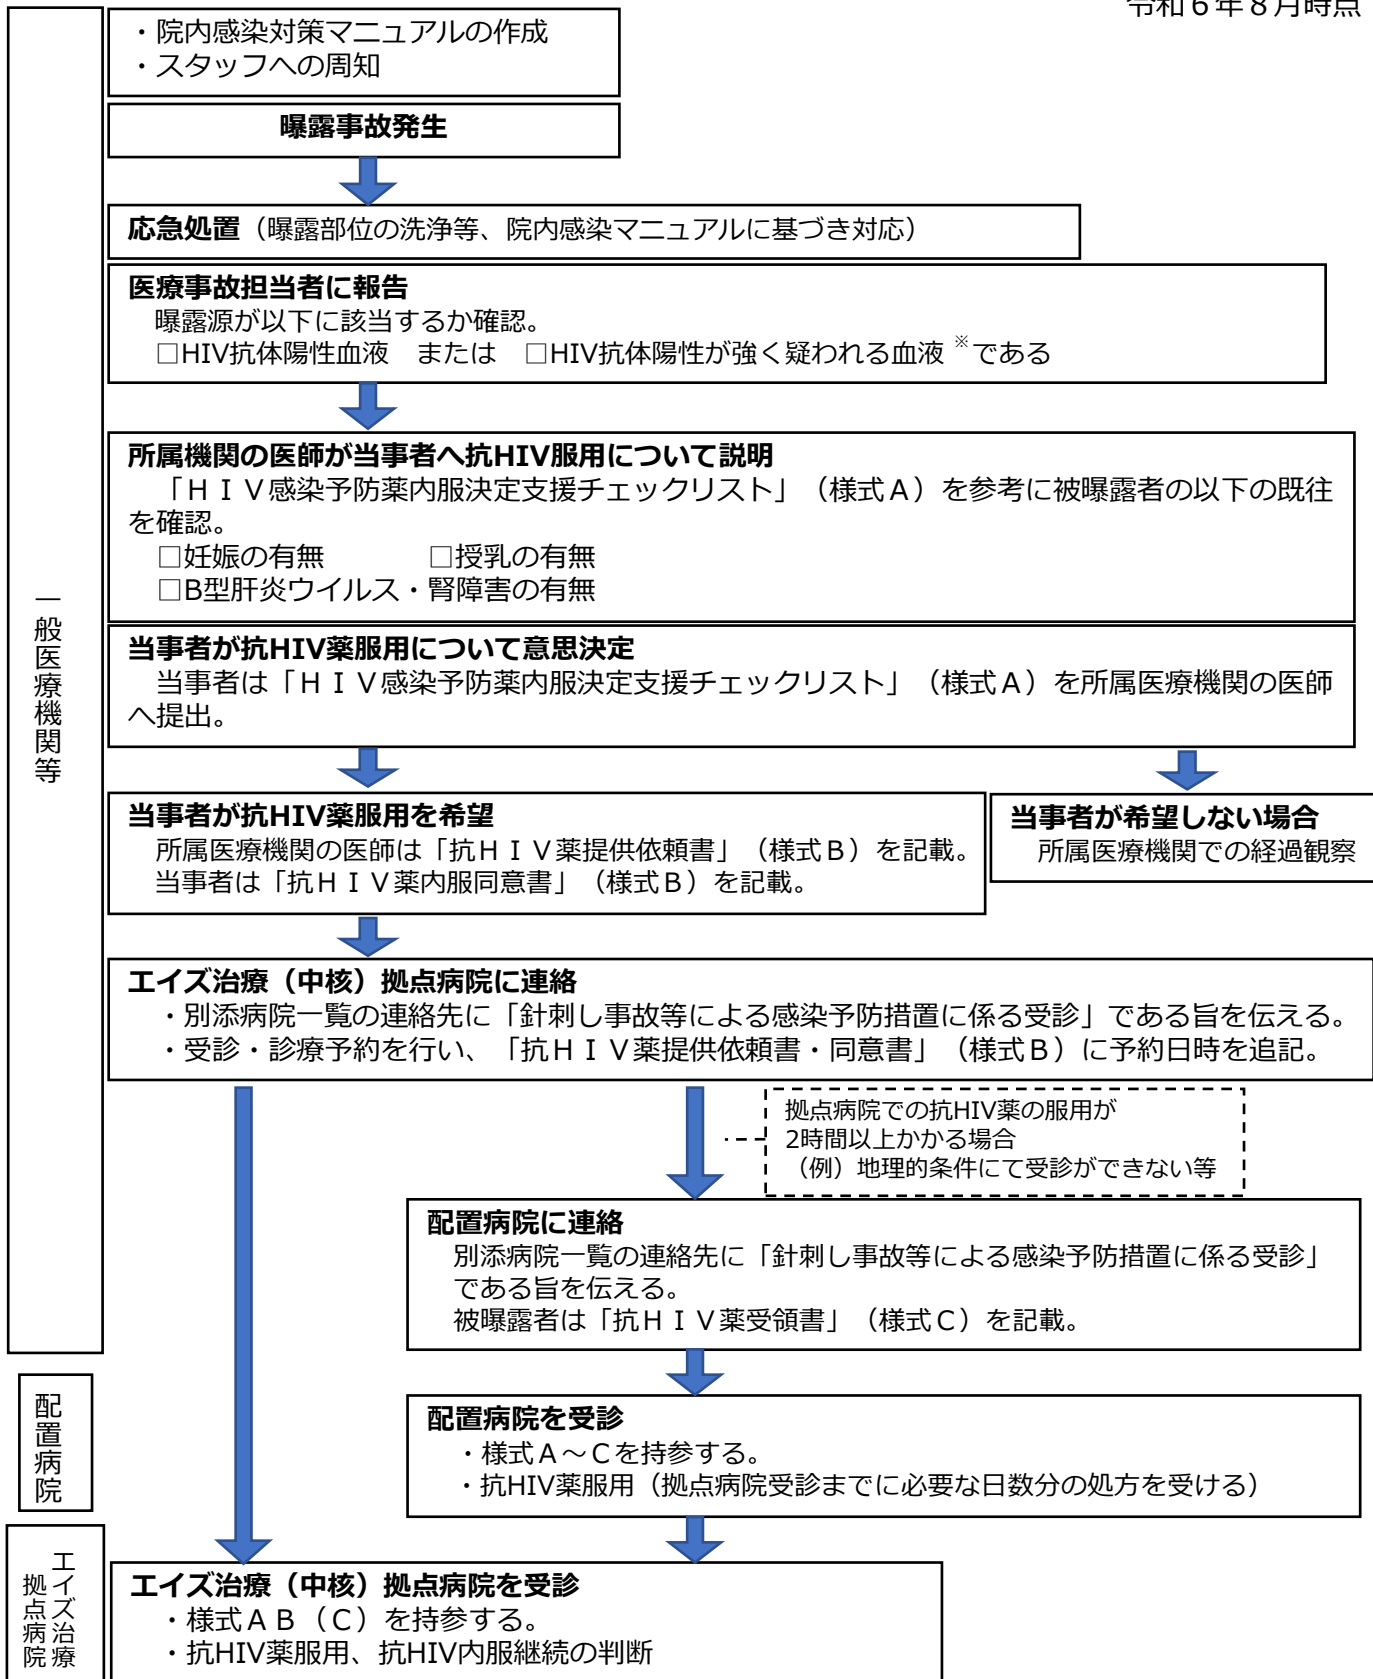 令和６年８月時点
・院内感染対策マニュアルの作成
・スタッフへの周知
曝露事故発生
応急処置（曝露部位の洗浄等、院内感染マニュアルに基づき対応）
医療事故担当者に報告
曝露源が以下に該当するか確認。
□HIV抗体陽性血液　または　□HIV抗体陽性が強く疑われる血液※である
所属機関の医師が当事者へ抗HIV服用について説明
「ＨＩＶ感染予防薬内服決定支援チェックリスト」（様式Ａ）を参考に被曝露者の以下の既往
を確認。
□妊娠の有無　　　　□授乳の有無
□B型肝炎ウイルス・腎障害の有無
当事者が抗HIV薬服用について意思決定
当事者は「ＨＩＶ感染予防薬内服決定支援チェックリスト」（様式Ａ）を所属医療機関の医師
へ提出。
当事者が抗HIV薬服用を希望
所属医療機関の医師は「抗ＨＩＶ薬提供依頼書」（様式Ｂ）を記載。
当事者は「抗ＨＩＶ薬内服同意書」（様式Ｂ）を記載。
当事者が希望しない場合
所属医療機関での経過観察
エイズ治療（中核）拠点病院に連絡
・別添病院一覧の連絡先に「針刺し事故等による感染予防措置に係る受診」である旨を伝える。
・受診・診療予約を行い、「抗ＨＩＶ薬提供依頼書・同意書」（様式Ｂ）に予約日時を追記。
拠点病院での抗HIV薬の服用が
2時間以上かかる場合
（例）地理的条件にて受診ができない等
配置病院に連絡
別添病院一覧の連絡先に「針刺し事故等による感染予防措置に係る受診」
である旨を伝える。
被曝露者は「抗ＨＩＶ薬受領書」（様式Ｃ）を記載。
一般医療機関等
配置病院
配置病院を受診
・様式Ａ～Ｃを持参する。
・抗HIV薬服用（拠点病院受診までに必要な日数分の処方を受ける）
エイズ治療
拠点病院
エイズ治療（中核）拠点病院を受診
・様式ＡＢ（Ｃ）を持参する。
・抗HIV薬服用、抗HIV内服継続の判断